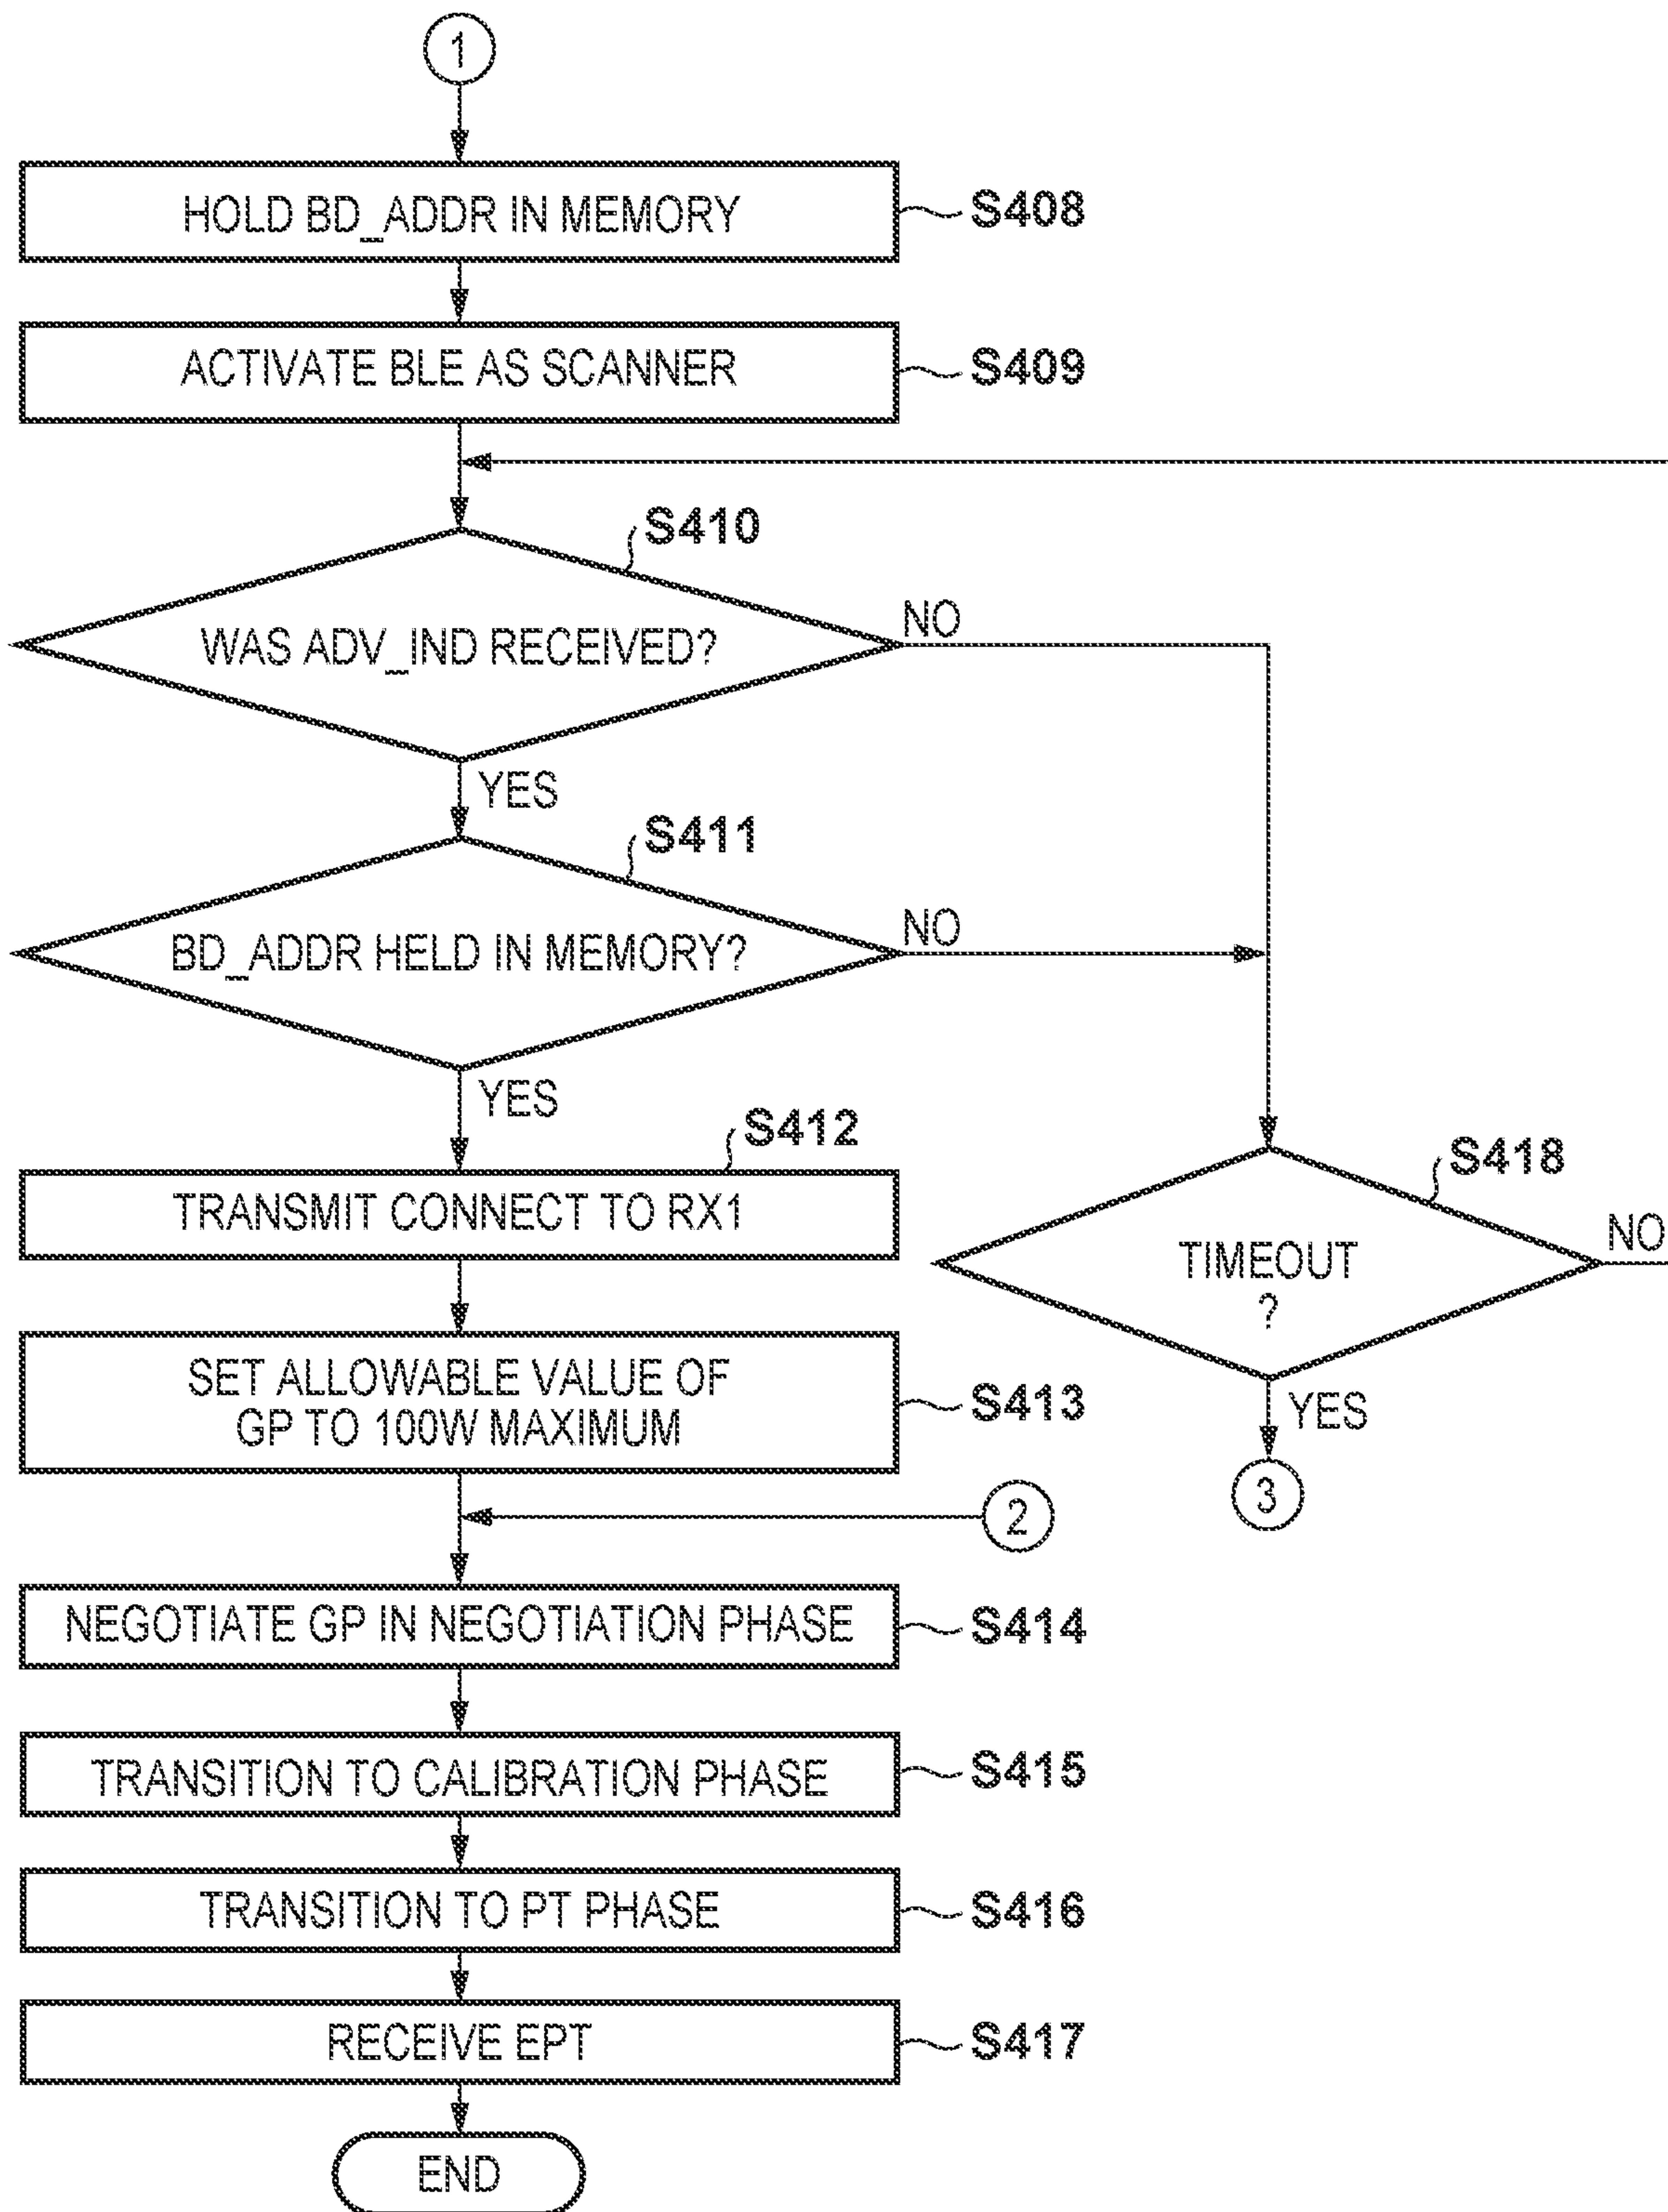 1
HOLD BD_ADDR IN MEMORY
S408
ACTIVATE BLE AS SCANNER
S409
S410
WAS ADV_IND RECEIVED?
NO
YES
S411
BD_ADDR HELD IN MEMORY?
NO
YES
S412
TRANSMIT CONNECT TO RX1
S418
TIMEOUT
?
NO
YES
3
SET ALLOWABLE VALUE OF
GP TO 100W MAXIMUM
S413
2
NEGOTIATE GP IN NEGOTIATION PHASE
S414
TRANSITION TO CALIBRATION PHASE
S415
TRANSITION TO PT PHASE
S416
RECEIVE EPT
S417
END